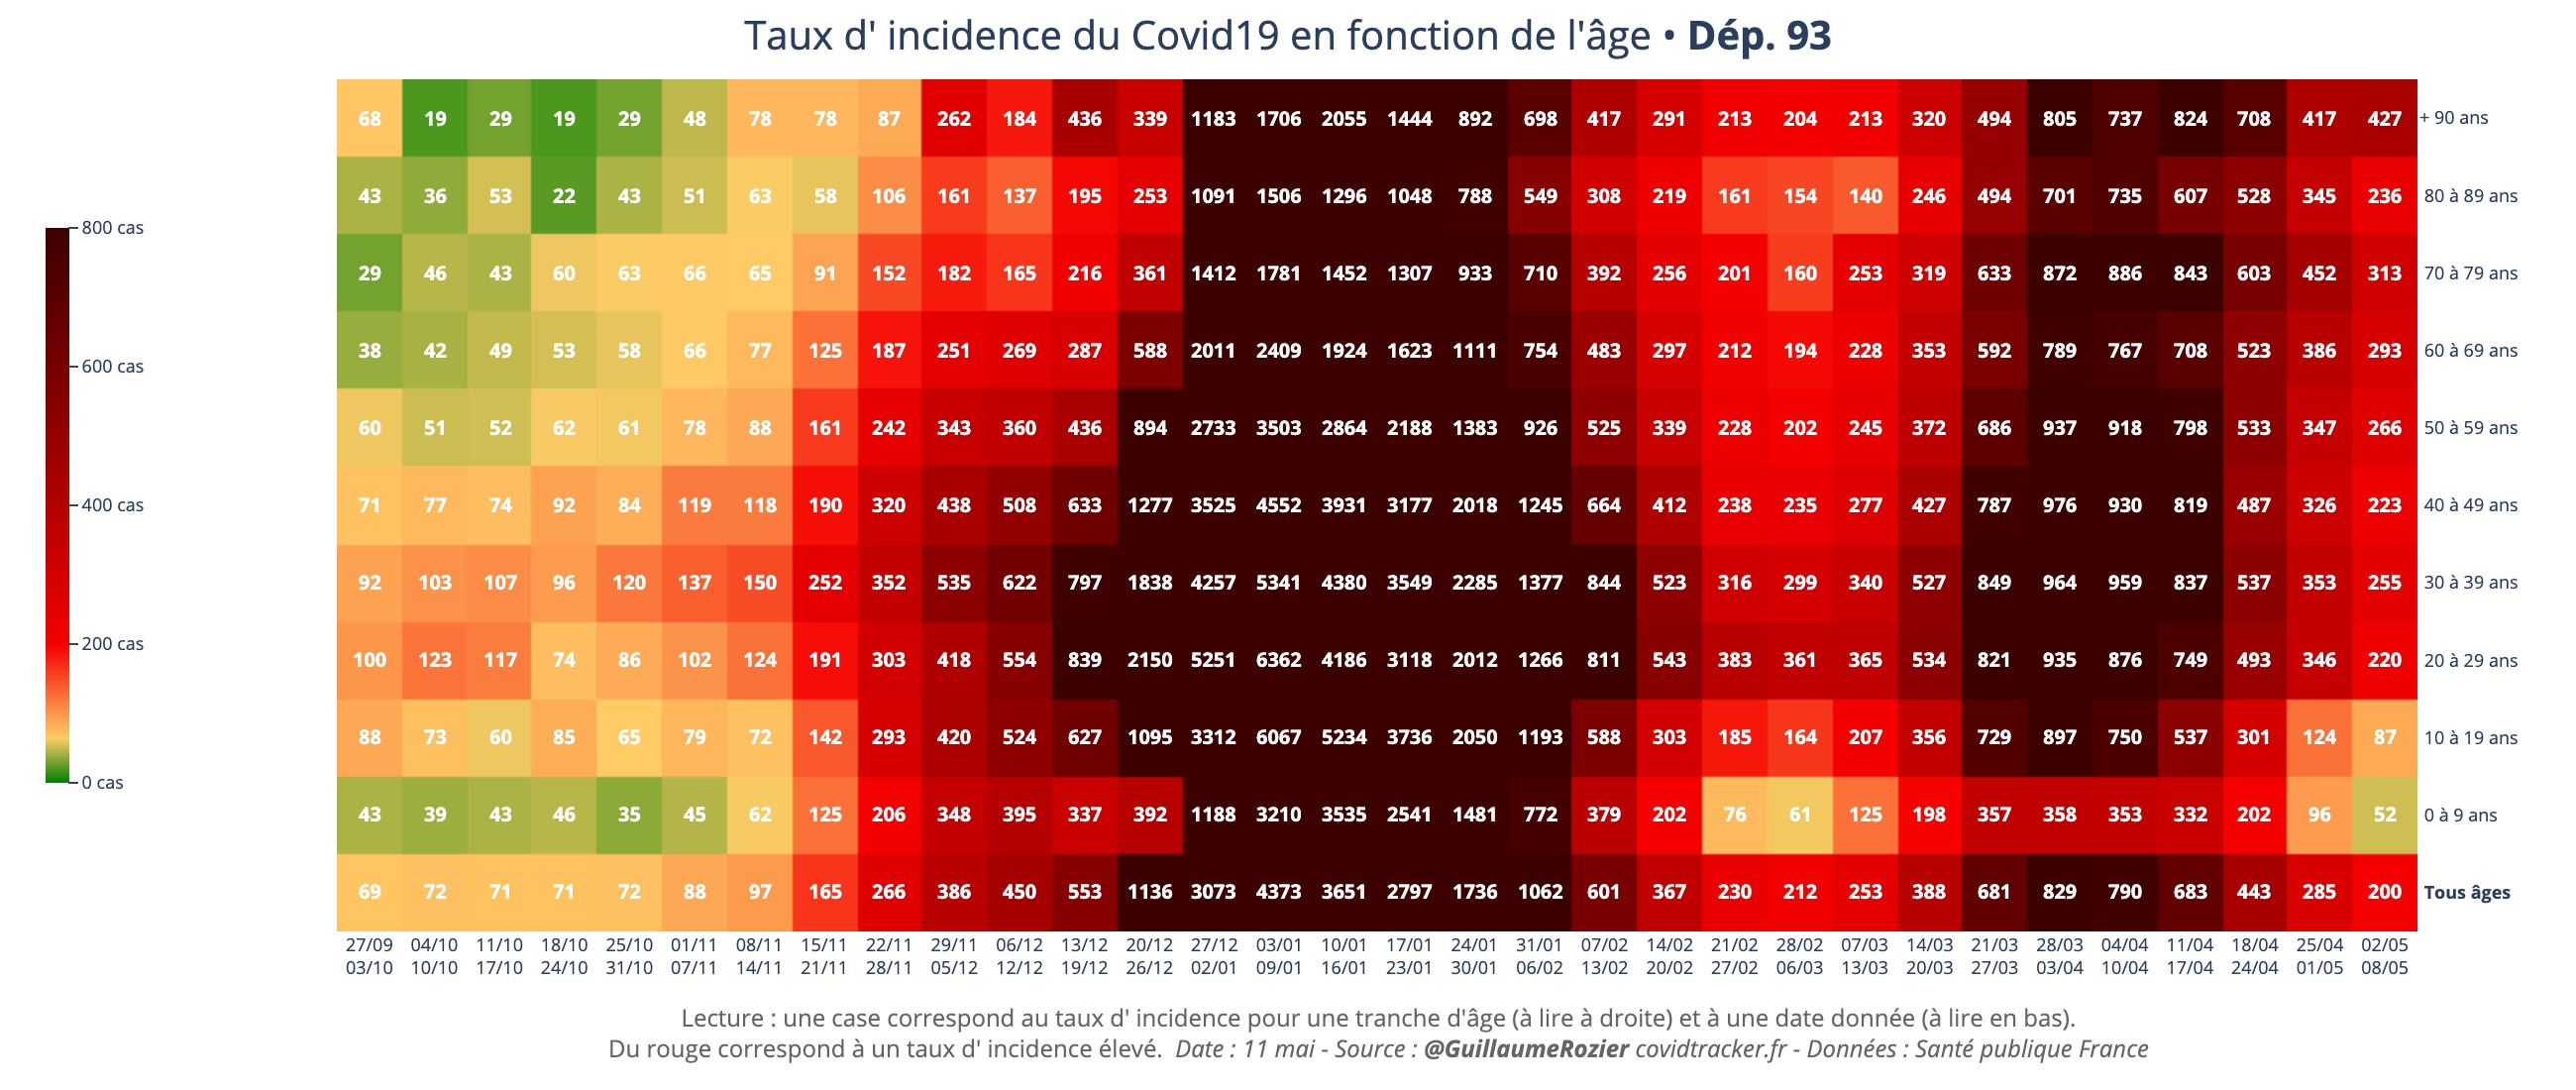 Taux d' incidence du Covid19 en fonction de l'âge • Dép. 93
68 19 29 19 29 48 78 78 87 262 184 436 339 1183 1706 2055 1444 892 698 417 291 213 204 213 320 494 805 737 824 708 417 427 + 90 ans
43 36 53 22 43 51 63 58 106 161 137 195 253 1091 1506 1296 1048 788 549 308 219 161 154 140 246 494 701 735 607 528 345 236 80 à 89 ans
800 cas
29 46 43 60 63 66 65 91 152 182 165 216 361 1412 1781 1452 1307 933 710 392 256 201 160 253 319 633 872 886 843 603 452 313 70 à 79 ans
38 42 49 53 58 66 77 125 187 251 269 287 588 2011 2409 1924 1623 1111 754 483 297 212 194 228 353 592 789 767 708 523 386 293 60 à 69 ans
600 cas
60 51 52 62 61 78 88 161 242 343 360 436 894 2733 3503 2864 2188 1383 926 525 339 228 202 245 372 686 937 918 798 533 347 266 50 à 59 ans
400 cas
71 77 74 92 84 119 118 190 320 438 508 633 1277 3525 4552 3931 3177 2018 1245 664 412 238 235 277 427 787 976 930 819 487 326 223 40 à 49 ans
92 103 107 96 120 137 150 252 352 535 622 797 1838 4257 5341 4380 3549 2285 1377 844 523 316 299 340 527 849 964 959 837 537 353 255 30 à 39 ans
200 cas
100 123 117 74 86 102 124 191 303 418 554 839 2150 5251 6362 4186 3118 2012 1266 811 543 383 361 365 534 821 935 876 749 493 346 220 20 à 29 ans
88 73 60 85 65 79 72 142 293 420 524 627 1095 3312 6067 5234 3736 2050 1193 588 303 185 164 207 356 729 897 750 537 301 124 87 10 à 19 ans
0 cas
43 39 43 46 35 45 62 125 206 348 395 337 392 1188 3210 3535 2541 1481 772 379 202 76 61 125 198 357 358 353 332 202 96 52 0 à 9 ans
69 72 71 71 72 88 97 165 266 386 450 553 1136 3073 4373 3651 2797 1736 1062 601 367 230 212 253 388 681 829 790 683 443 285 200 Tous âges
27/09 04/10 11/10 18/10 25/10 01/11 08/11 15/11 22/11 29/11 06/12 13/12 20/12 27/12 03/01 10/01 17/01 24/01 31/01 07/02 14/02 21/02 28/02 07/03 14/03 21/03 28/03 04/04 11/04 18/04 25/04 02/05
03/10 10/10 17/10 24/10 31/10 07/11 14/11 21/11 28/11 05/12 12/12 19/12 26/12 02/01 09/01 16/01 23/01 30/01 06/02 13/02 20/02 27/02 06/03 13/03 20/03 27/03 03/04 10/04 17/04 24/04 01/05 08/05
Lecture : une case correspond au taux d' incidence pour une tranche d'âge (à lire à droite) et à une date donnée (à lire en bas).
Du rouge correspond à un taux d' incidence élevé. Date : 11 mai - Source : @GuillaumeRozier covidtracker.fr - Données : Santé publique France